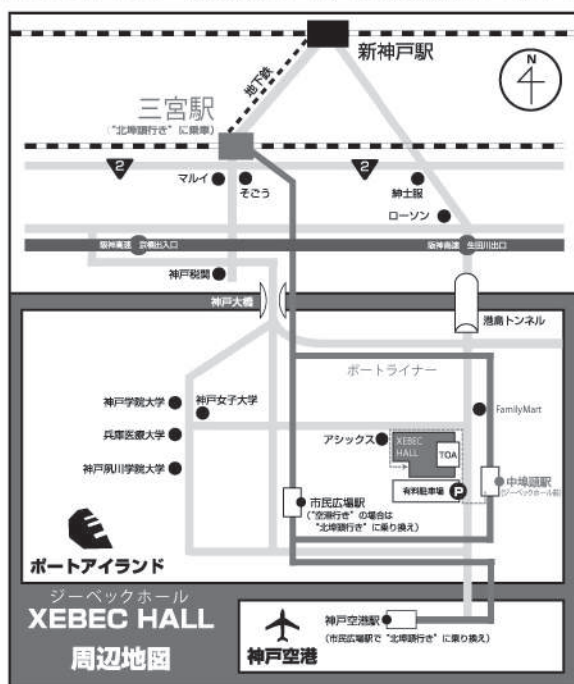 新神戸駅
N
地下鉄
三宮駅
("北埠頭行き"に乗車)
2
2
マルイ
そごう
紳士服
ローソン
阪神高速 京橋出入口
阪神高速 生田川出口
神戸税関
神戸大橋
港島トンネル
ポートライナー
神戸学院大学
神戸女子大学
兵庫医療大学
神戸夙川学院大学
アシックス
XEBEC
HALL
TOA
FamilyMart
有料駐車場 P
中埠頭駅
(ジーベックホール前)
市民広場駅
("空港行き"の場合は
"北埠頭行き"に乗り換え)
ポートアイランド
ジーベックホール
XEBEC HALL
周辺地図
神戸空港
神戸空港駅
(市民広場駅で"北埠頭行き"に乗り換え)